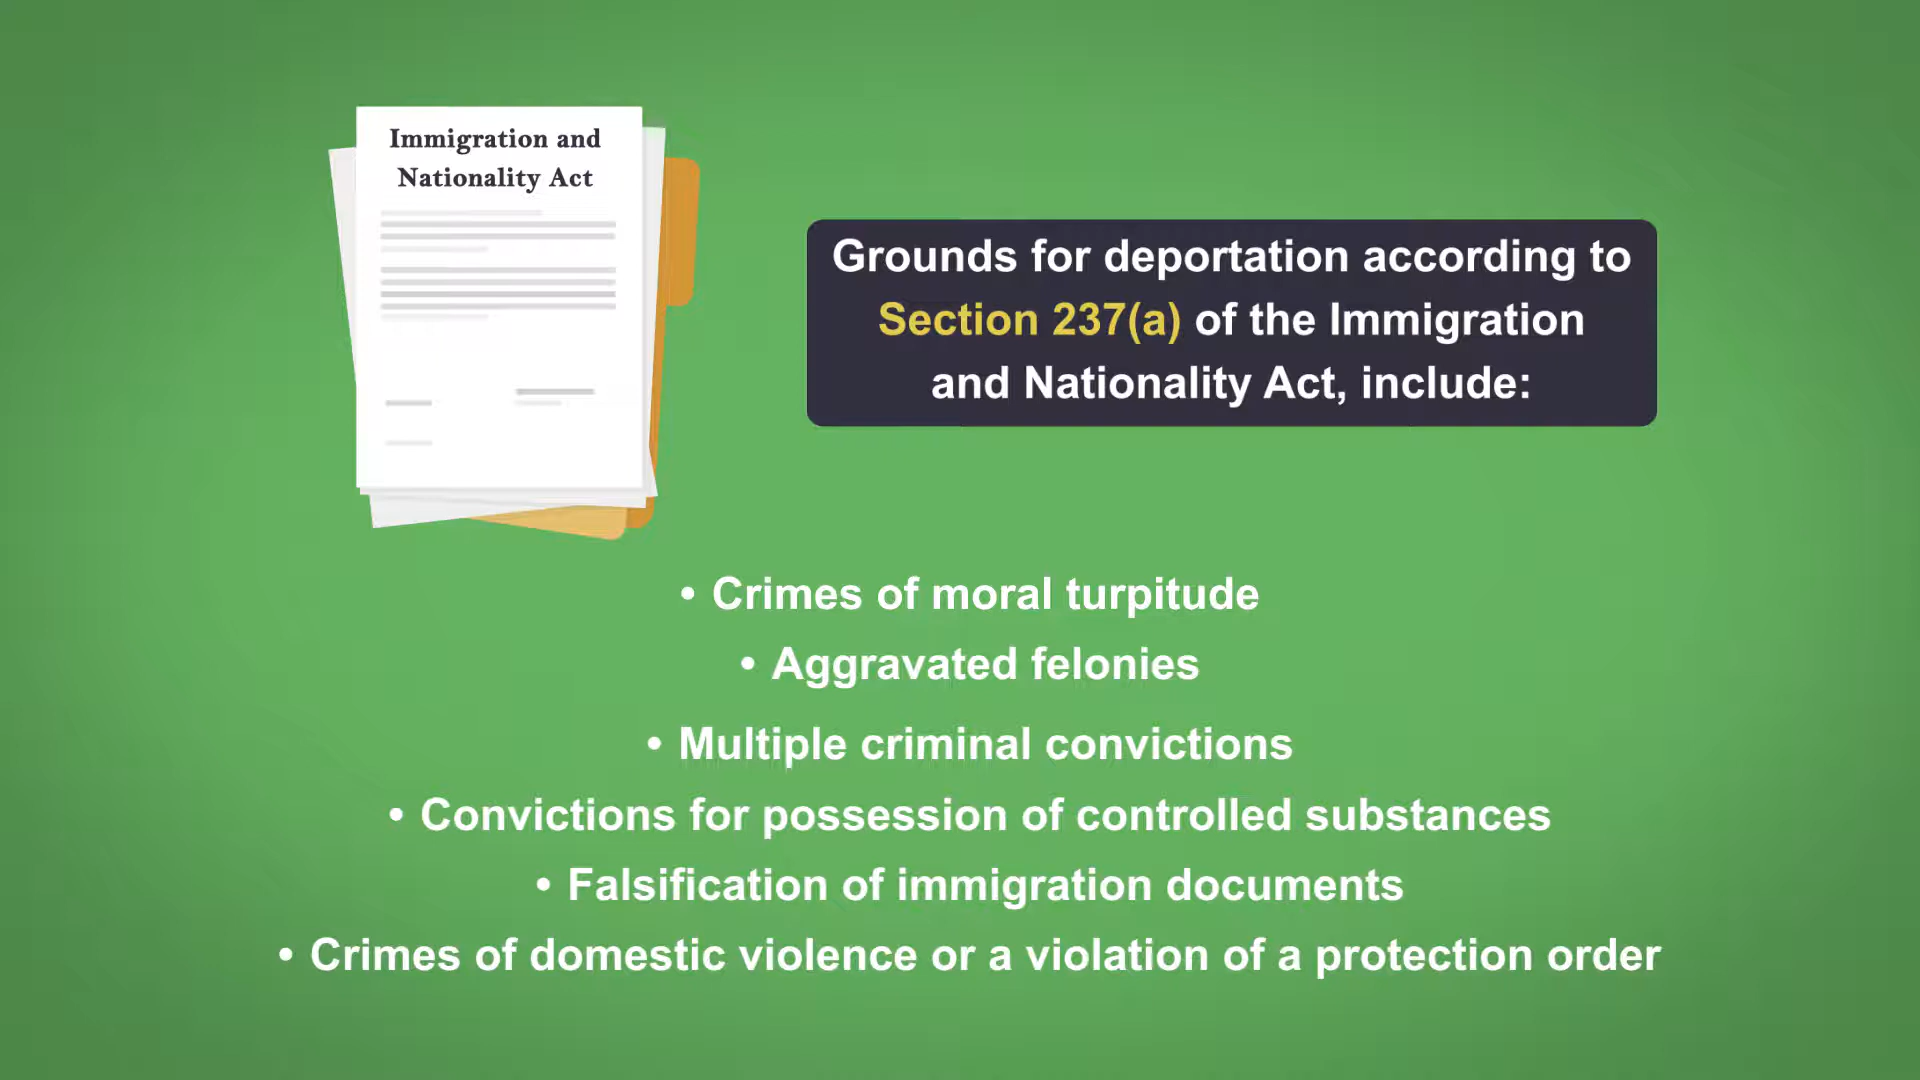 Immigration and
Nationality Act
Grounds for deportation according to
Section 237(a) of the Immigration
and Nationality Act, include:
• Crimes of moral turpitude
• Aggravated felonies
• Multiple criminal convictions
• Convictions for possession of controlled substances
• Falsification of immigration documents
• Crimes of domestic violence or a violation of a protection order